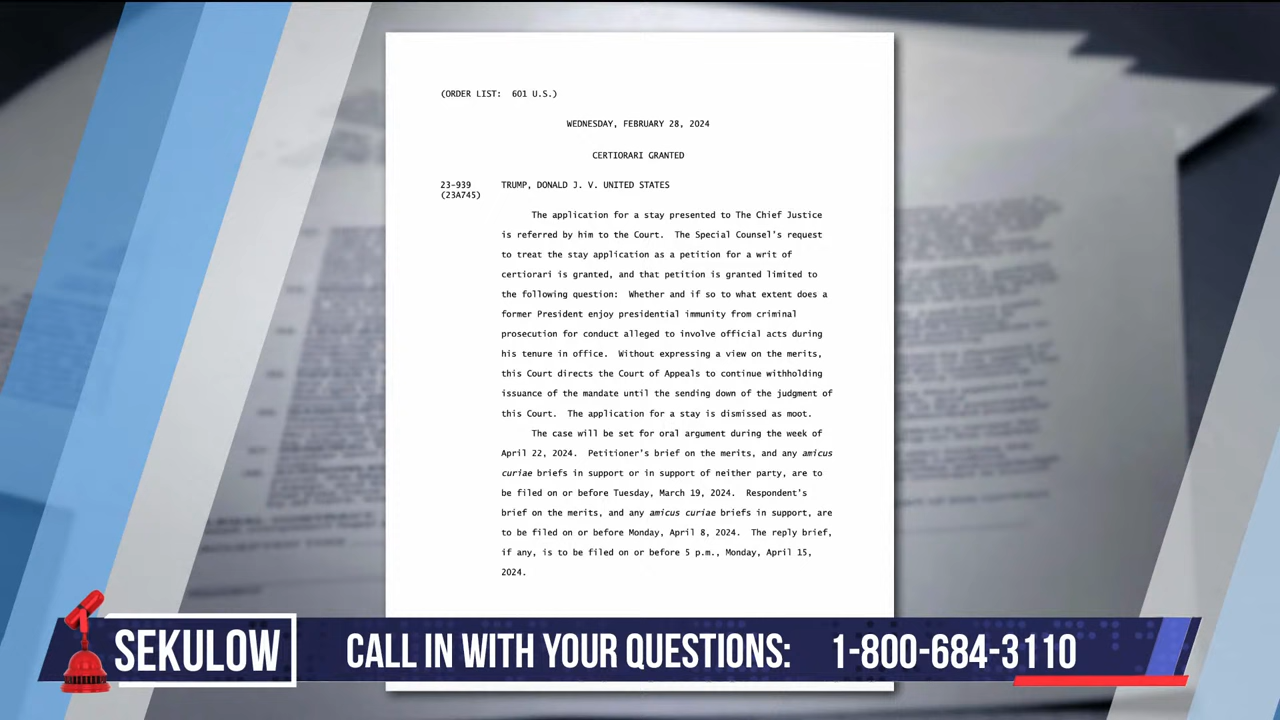 (ORDER LIST: 601 U.S.)
WEDNESDAY, FEBRUARY 28, 2024
CERTIORARI GRANTED
23-939 TRUMP, DONALD J. V. UNITED STATES
(23A745)
The application for a stay presented to The Chief Justice
is referred by him to the Court. The Special Counsel's request
to treat the stay application as a petition for a writ of
certiorari is granted, and that petition is granted limited to
the following question: Whether and if so to what extent does a
former President enjoy presidential immunity from criminal
prosecution for conduct alleged to involve official acts during
his tenure in office. Without expressing a view on the merits,
this Court directs the Court of Appeals to continue withholding
issuance of the mandate until the sending down of the judgment of
this Court. The application for a stay is dismissed as moot.
The case will be set for oral argument during the week of
April 22, 2024. Petitioner's brief on the merits, and any amicus
curiae briefs in support or in support of neither party, are to
be filed on or before Tuesday, March 19, 2024. Respondent's
brief on the merits, and any amicus curiae briefs in support, are
to be filed on or before Monday, April 8, 2024. The reply brief,
if any, is to be filed on or before 5 p.m., Monday, April 15,
2024.
SEKULOW CALL IN WITH YOUR QUESTIONS: 1-800-684-3110